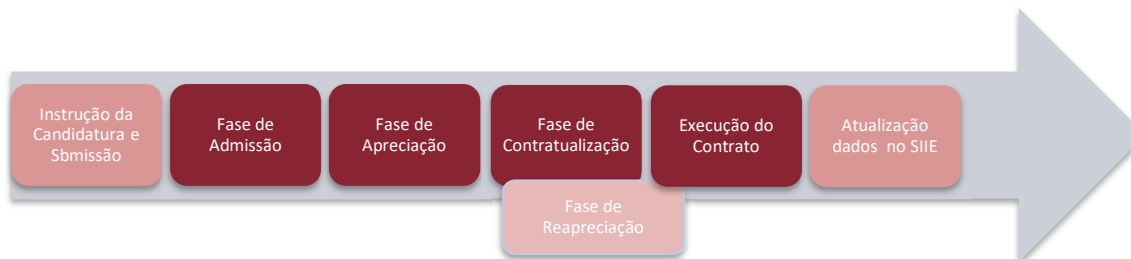 Instrução da
Candidatura e
Sbmissão
Fase de
Admissão
Fase de
Apreciação
Fase de
Contratualização
Execução do
Contrato
Atualização
dados no SIIE
Fase de
Reapreciação